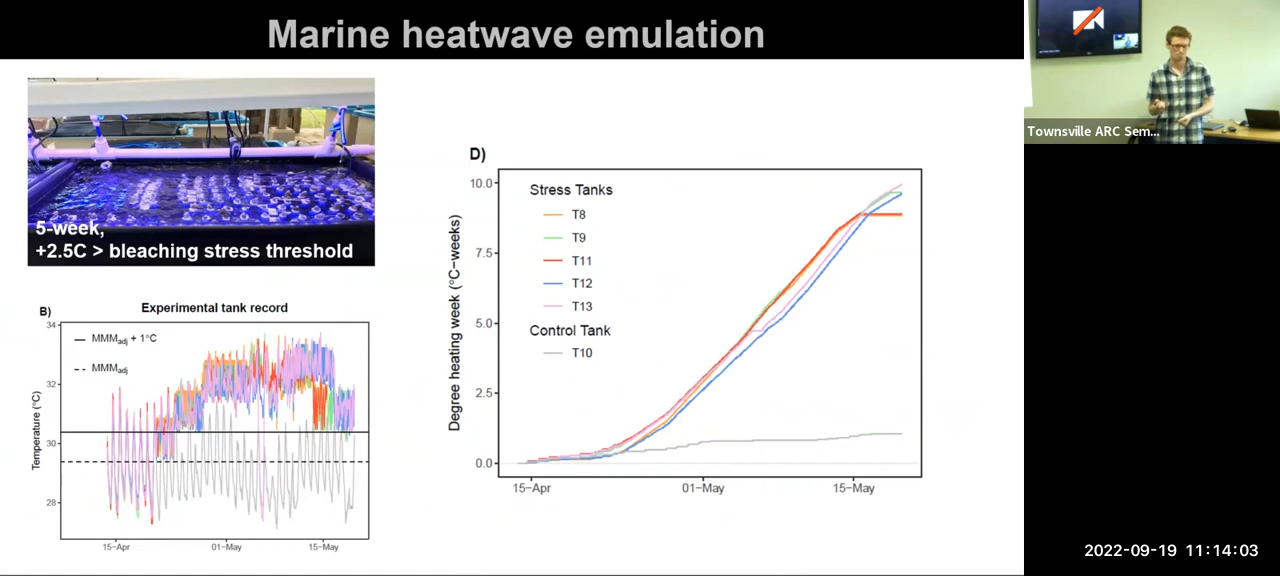 Marine heatwave emulation
5-week,
+2.5C > bleaching stress threshold
B)
Experimental tank record
34
32
30
28
Temperature (°C)
MMMadj + 1°C
MMMadj
15-Apr
01-May
15-May
D)
10.0
7.5
5.0
2.5
0.0
Degree heating week (°C-weeks)
Stress Tanks
T8
T9
T11
T12
T13
Control Tank
T10
15-Apr
01-May
15-May
Townsville ARC Sem...
2022-09-19 11:14:03